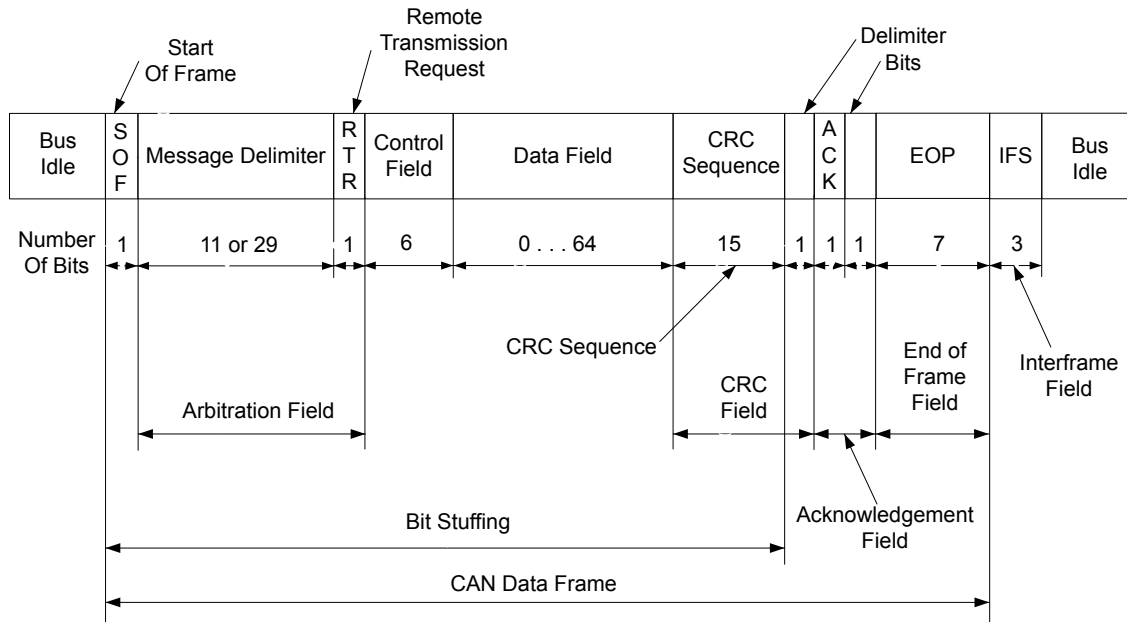 Start
Of Frame
Remote
Transmission
Request
Delimiter
Bits
Bus
Idle
S
O
F
Message Delimiter
R
T
R
Control
Field
Data Field
CRC
Sequence
A
C
K
EOP
IFS
Bus
Idle
Number
Of Bits
1
11 or 29
1
6
0 . . . 64
15
1
1
1
7
3
CRC Sequence
End of
Frame
Field
Interframe
Field
Arbitration Field
CRC
Field
Bit Stuffing
Acknowledgement
Field
CAN Data Frame